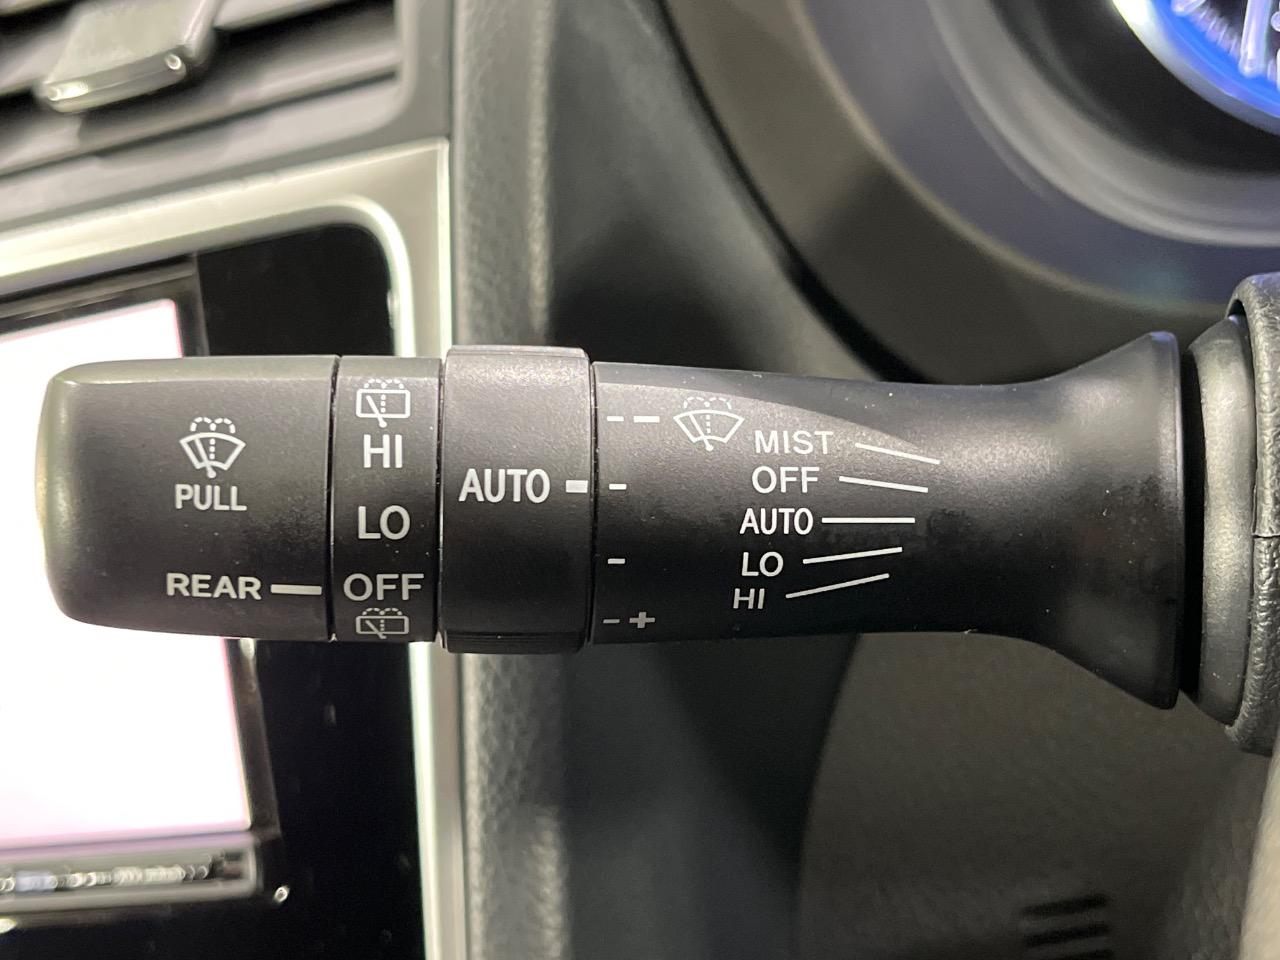 PULL
REAR
HI
LO
OFF
AUTO
MIST
OFF
AUTO
LO
HI
- +